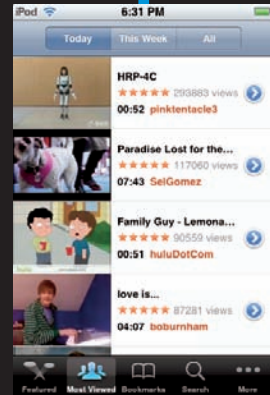 iPod 6:31 PM
Today This Week All
HRP-4C
293883 views
00:52 pinktentacle3
Paradise Lost for the...
117060 views
07:43 SelGomez
Family Guy - Lemona...
90559 views
00:51 huluDotCom
hulu
love is...
87281 views
04:07 boburnham
Featured Most Viewed Bookmarks Search More